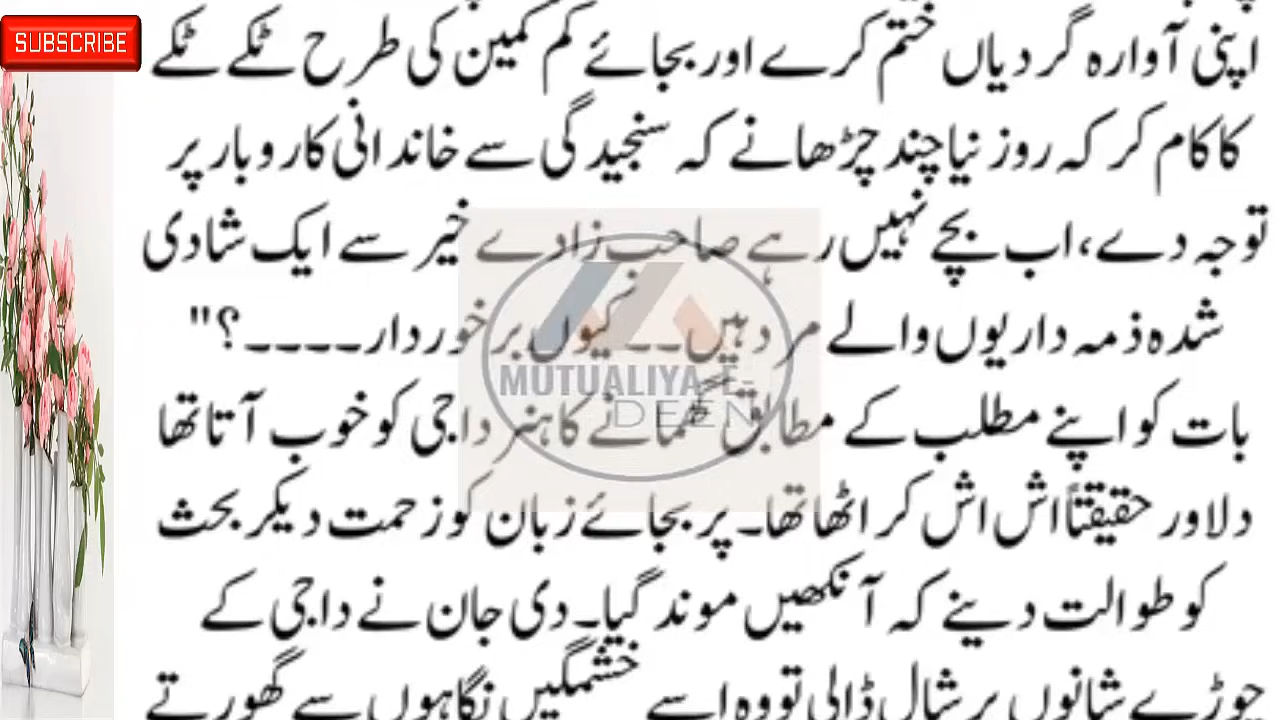 SUBSCRIBE
اپنی آوارہ گردیاں ختم کرے اور بجائے کم کمین کی طرح ٹکے ٹکے
کا کام کر کہ روز نیا چند چڑھانے کہ سنجیدگی سے خاندانی کاروبار پر
توجہ دے، اب بچے نہیں رہے صاحب زادے خیر سے ایک شادی
شدہ ذمہ داریوں والے مرد ہیں۔۔ کیوں برخوردار۔۔۔۔؟"
بات کو اپنے مطلب کے مطابق گھمانے کا ہنر داجی کو خوب آتا تھا
دلاور حقیقتاً اش اش کر اٹھا تھا۔ پر بجائے زبان کو زحمت دیکر بحث
کو طوالت دینے کہ آنکھیں موند گیا۔ دی جان نے داجی کے
چوڑے شانوں پر شال ڈالی تو وہ اسے خشمگیں نگاہوں سے گھورتے
MUTUALIYA-E-
DEEN